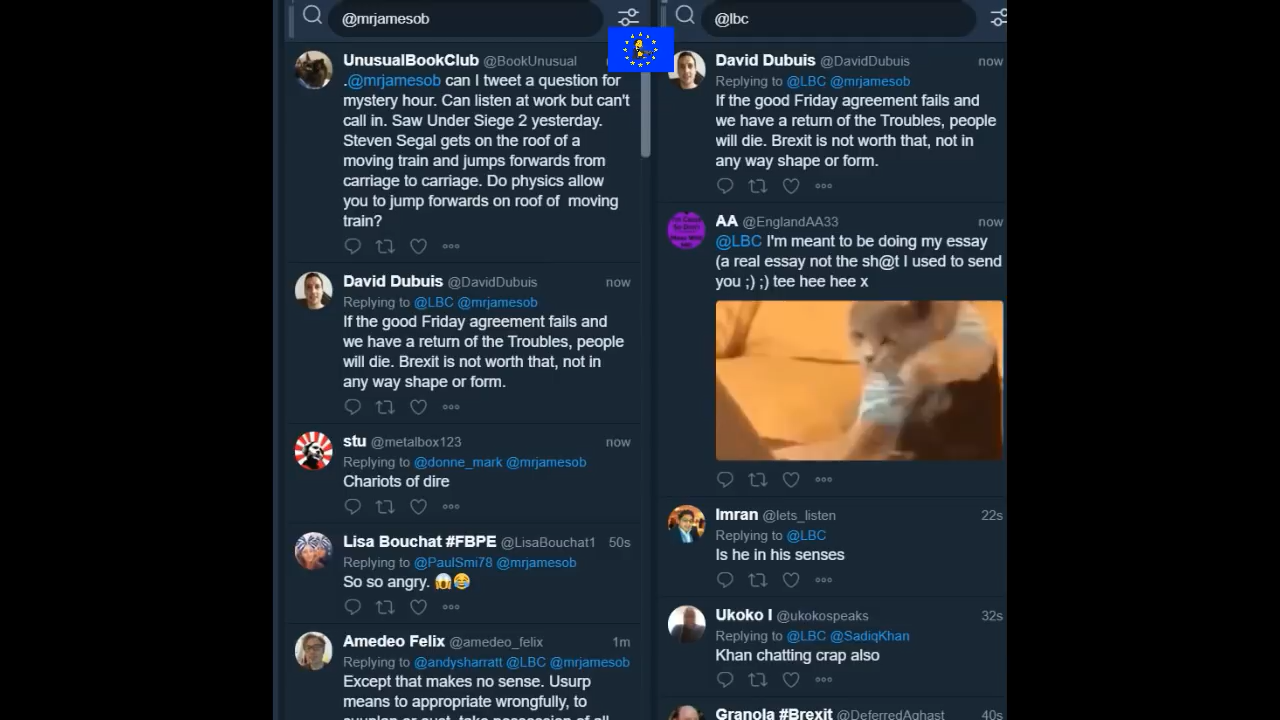 @mrjamesob
UnusualBookClub @BookUnusual
.@mrjamesob can I tweet a question for
mystery hour. Can listen at work but can't
call in. Saw Under Siege 2 yesterday.
Steven Segal gets on the roof of a
moving train and jumps forwards from
carriage to carriage. Do physics allow
you to jump forwards on roof of moving
train?
David Dubuis @DavidDubuis now
Replying to @LBC @mrjamesob
If the good Friday agreement fails and
we have a return of the Troubles, people
will die. Brexit is not worth that, not in
any way shape or form.
stu @metalbox123 now
Replying to @donne_mark @mrjamesob
Chariots of dire
Lisa Bouchat #FBPE @LisaBouchat1 50s
Replying to @PaulSmi78 @mrjamesob
So so angry. 😱😂
Amedeo Felix @amedeo_felix 1m
Replying to @andysharratt @LBC @mrjamesob
Except that makes no sense. Usurp
means to appropriate wrongfully, to
supplan or oust, take possession of all
@lbc
David Dubuis @DavidDubuis now
Replying to @LBC @mrjamesob
If the good Friday agreement fails and
we have a return of the Troubles, people
will die. Brexit is not worth that, not in
any way shape or form.
AA @EnglandAA33 now
@LBC I'm meant to be doing my essay
(a real essay not the sh@t I used to send
you ;) ;) tee hee hee x
Imran @lets_listen 22s
Replying to @LBC
Is he in his senses
Ukoko I @ukokospeaks 32s
Replying to @LBC @SadiqKhan
Khan chatting crap also
Granola #Brexit @DeferredAghast 40s